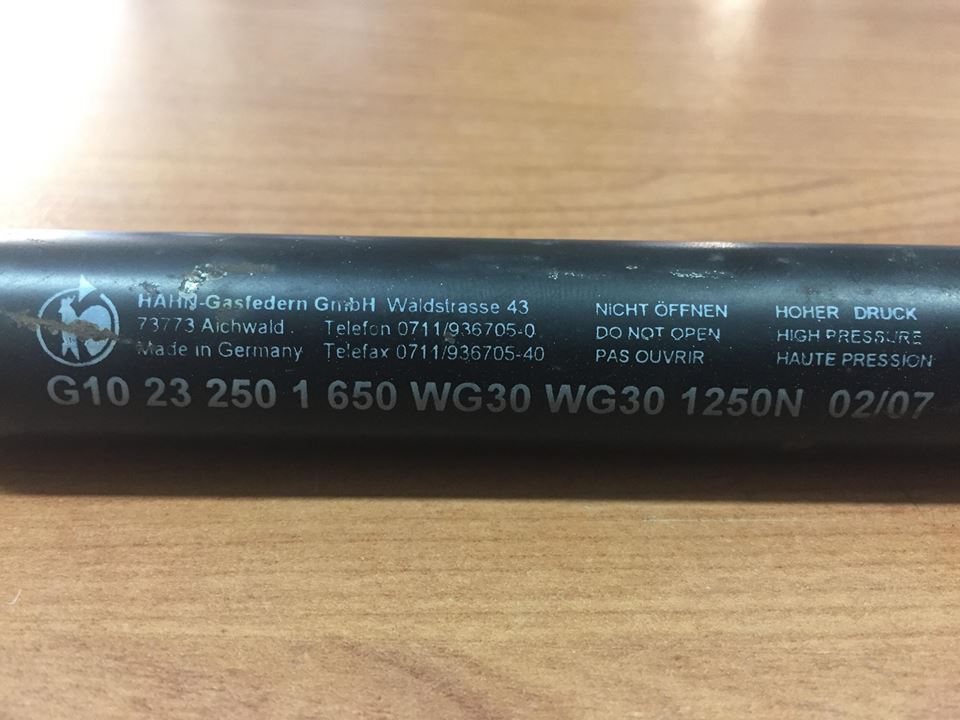 HAHN-Gasfedern GmbH Waldstrasse 43
73773 Aichwald. Telefon 0711/936705-0
Made in Germany Telefax 0711/936705-40
NICHT ÖFFNEN
DO NOT OPEN
PAS OUVRIR
HOHER DRUCK
HIGH PRESSURE
HAUTE PRESSION
G10 23 250 1 650 WG30 WG30 1250N 02/07